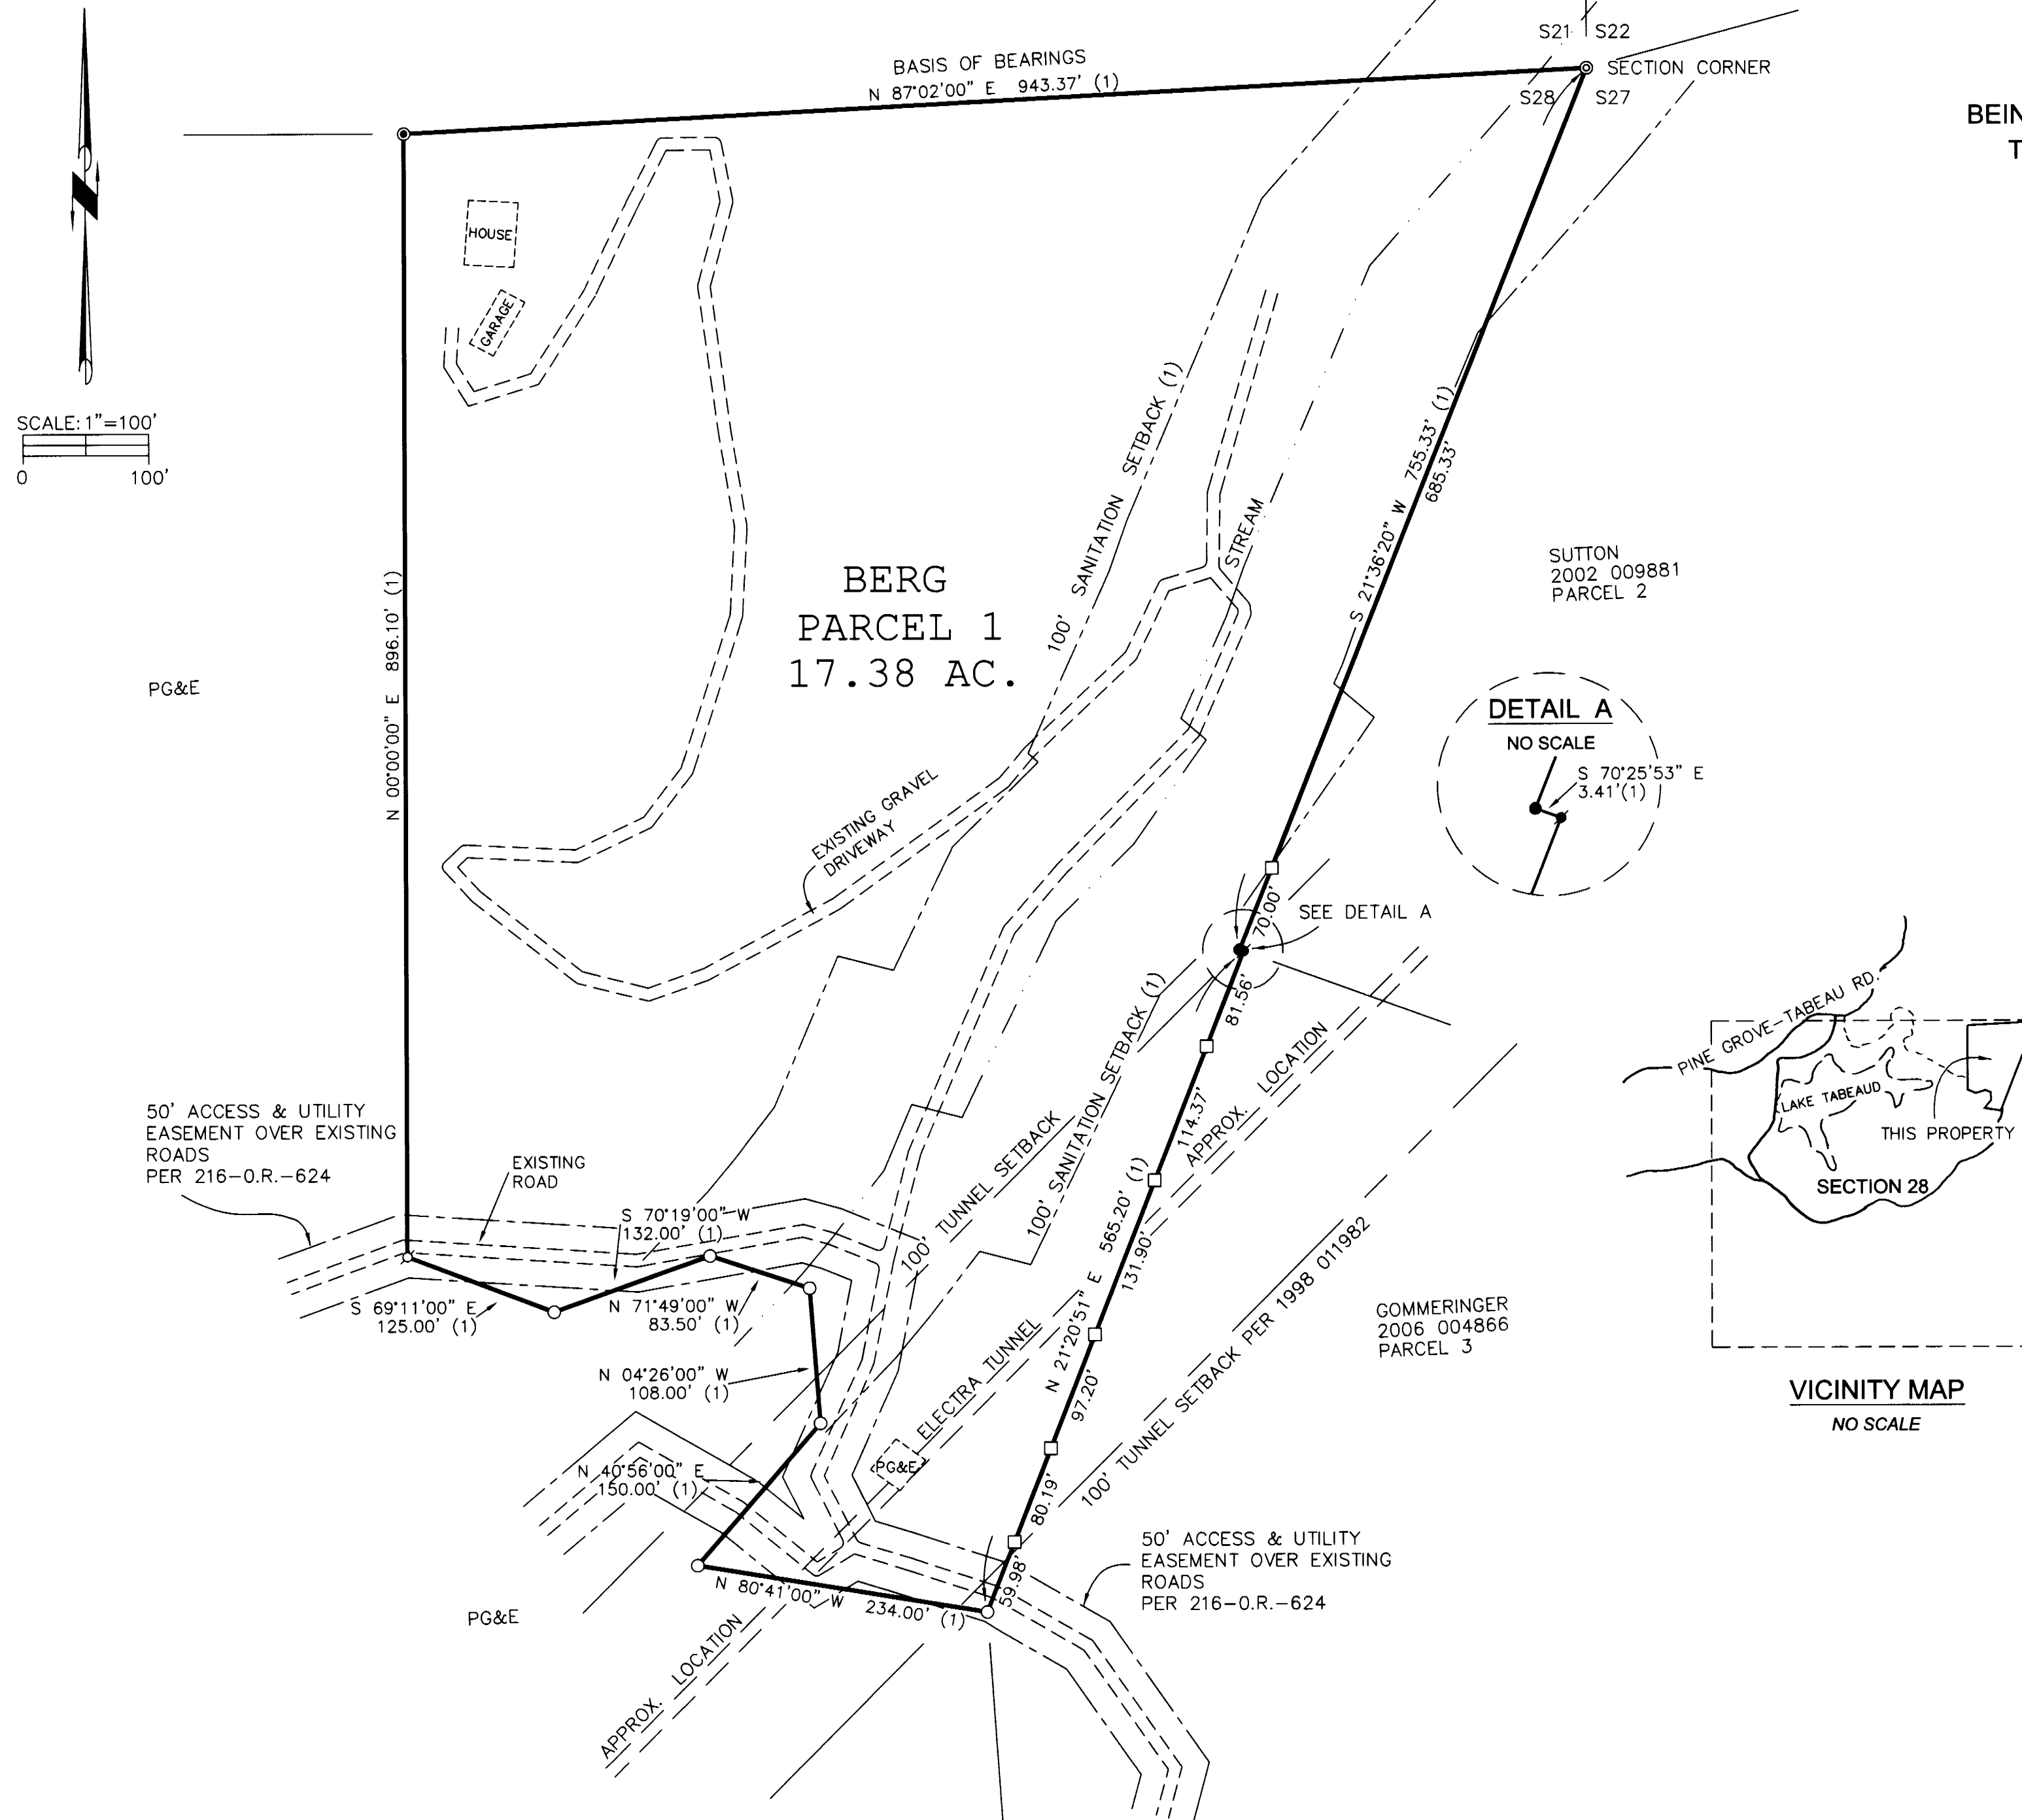 S21 S22
SECTION CORNER
S28 S27
BASIS OF BEARINGS
N 87°02'00" E 943.37' (1)
BEIN
T
HOUSE
GARAGE
SCALE: 1"=100'
0 100'
100' SANITATION SETBACK (1)
STREAM
S 21°36'20" W 755.33' (1)
685.33'
SUTTON
2002 009881
PARCEL 2
BERG
PARCEL 1
17.38 AC.
N 00°00'00" E 896.10' (1)
PG&E
DETAIL A
NO SCALE
S 70°25'53" E
3.41'(1)
EXISTING GRAVEL
DRIVEWAY
70.00'
SEE DETAIL A
81.56'
114.37'
131.90'
97.20'
80.19'
59.98'
N 21°20'51" E 565.20' (1)
100' TUNNEL SETBACK
100' SANITATION SETBACK (1)
ELECTRA TUNNEL
APPROX. LOCATION
100' TUNNEL SETBACK PER 1998 011982
PINE GROVE-TABEAU RD.
LAKE TABEAUD
THIS PROPERTY
SECTION 28
VICINITY MAP
NO SCALE
50' ACCESS & UTILITY
EASEMENT OVER EXISTING
ROADS
PER 216-O.R.-624
EXISTING
ROAD
S 70°19'00" W
132.00' (1)
S 69°11'00" E
125.00' (1)
N 71°49'00" W
83.50' (1)
N 04°26'00" W
108.00' (1)
GOMMERINGER
2006 004866
PARCEL 3
N 40°56'00" E
150.00' (1)
PG&E
N 80°41'00" W 234.00' (1)
50' ACCESS & UTILITY
EASEMENT OVER EXISTING
ROADS
PER 216-O.R.-624
PG&E
APPROX. LOCATION